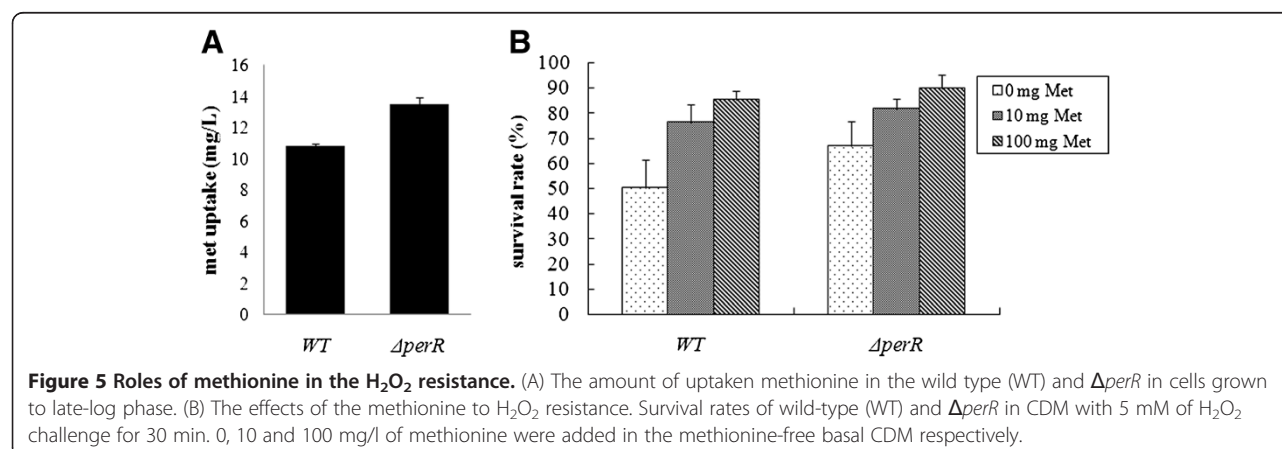 A
B
met uptake (mg/L)
16
14
12
10
8
6
4
2
0
WT ΔperR
survival rate (%)
100
90
80
70
60
50
40
30
20
10
0
WT ΔperR
0 mg Met
10 mg Met
100 mg Met
Figure 5 Roles of methionine in the H₂O₂ resistance. (A) The amount of uptaken methionine in the wild type (WT) and ΔperR in cells grown
to late-log phase. (B) The effects of the methionine to H₂O₂ resistance. Survival rates of wild-type (WT) and ΔperR in CDM with 5 mM of H₂O₂
challenge for 30 min. 0, 10 and 100 mg/l of methionine were added in the methionine-free basal CDM respectively.